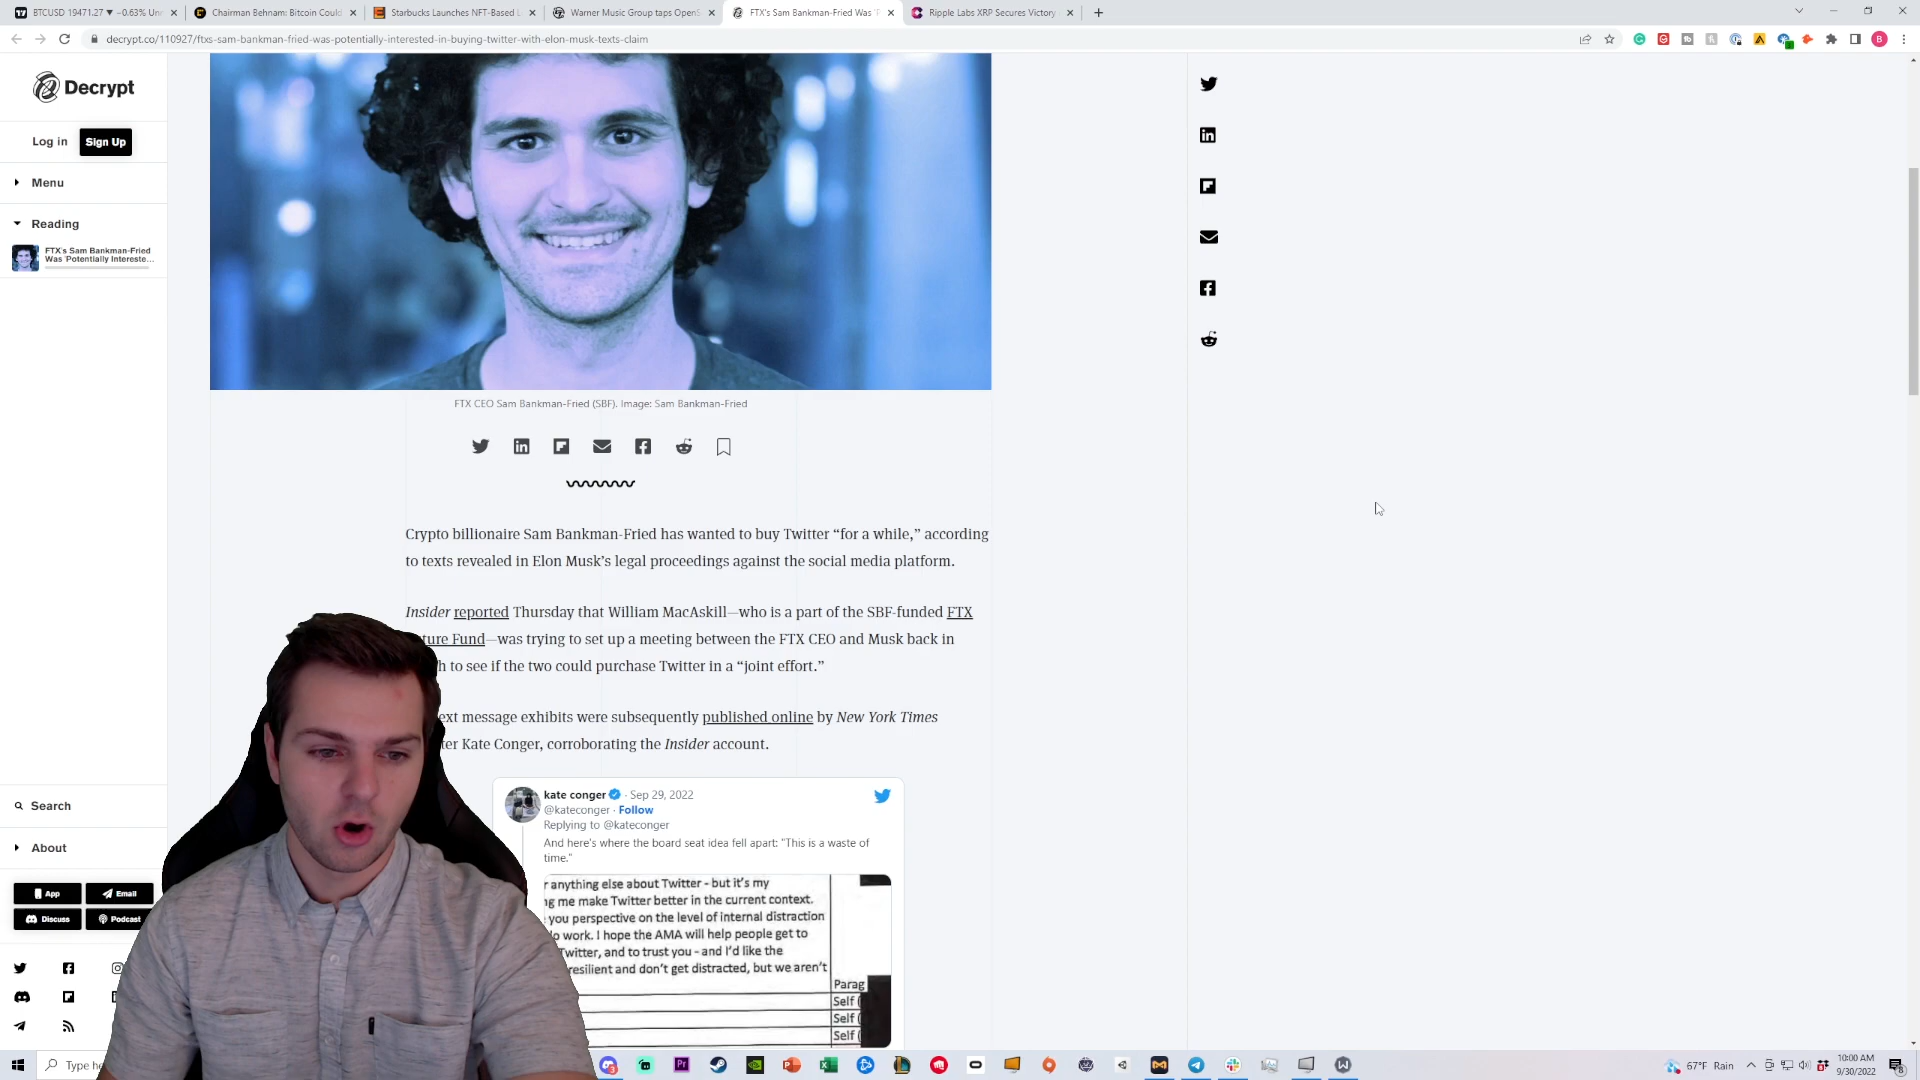 BTCUSD 19471.27 ▼ −0.63% Unn
Chairman Behnam: Bitcoin Could
Starbucks Launches NFT-Based L
Warner Music Group taps OpenS
FTX's Sam Bankman-Fried Was 'P
Ripple Labs XRP Secures Victory
decrypt.co/110927/ftxs-sam-bankman-fried-was-potentially-interested-in-buying-twitter-with-elon-musk-texts-claim
Decrypt
Log in
Sign Up
Menu
Reading
FTX's Sam Bankman-Fried
Was 'Potentially Intereste...
FTX CEO Sam Bankman-Fried (SBF). Image: Sam Bankman-Fried
Crypto billionaire Sam Bankman-Fried has wanted to buy Twitter “for a while,” according
to texts revealed in Elon Musk’s legal proceedings against the social media platform.
Insider reported Thursday that William MacAskill—who is a part of the SBF-funded FTX
ture Fund—was trying to set up a meeting between the FTX CEO and Musk back in
h to see if the two could purchase Twitter in a “joint effort.”
ext message exhibits were subsequently published online by New York Times
ter Kate Conger, corroborating the Insider account.
kate conger · Sep 29, 2022
@kateconger · Follow
Replying to @kateconger
And here's where the board seat idea fell apart: "This is a waste of
time."
r anything else about Twitter - but it's my
ng me make Twitter better in the current context.
you perspective on the level of internal distraction
o work. I hope the AMA will help people get to
Twitter, and to trust you - and I'd like the
resilient and don't get distracted, but we aren't
Parag
Self (
Self (
Self (
Search
About
App
Email
Discuss
Podcast
Type he
67°F Rain
10:00 AM
9/30/2022